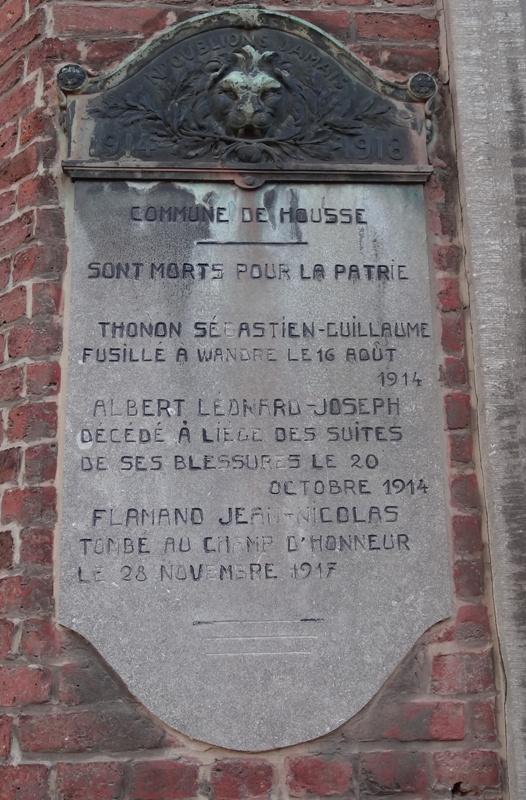 N'OUBLIONS JAMAIS
1914 1918
COMMUNE DE HOUSSE
SONT MORTS POUR LA PATRIE
THONON SÉBASTIEN-GUILLAUME
FUSILLÉ À WANDRE LE 16 AOÛT
1914
ALBERT LÉONARD-JOSEPH
DÉCÉDÉ À LIÈGE DES SUITES
DE SES BLESSURES LE 20
OCTOBRE 1914
FLAMAND JEAN-NICOLAS
TOMBÉ AU CHAMP D'HONNEUR
LE 28 NOVEMBRE 1917